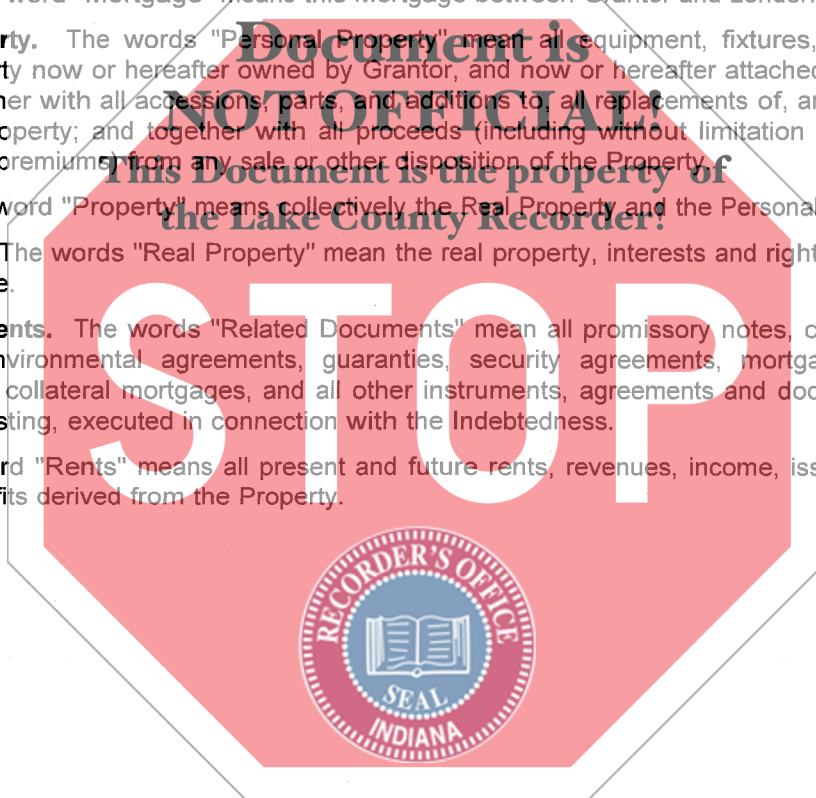 word "Mortgage" means this Mortgage between Grantor and Lender
Document is
rty. The words "Personal Property" mean all equipment, fixtures,
ty now or hereafter owned by Grantor, and now or hereafter attached
er with all accessions, parts, and additions to, all replacements of, an
NOT OFFICIAL!
operty; and together with all proceeds (including without limitation
premiums) from any sale or other disposition of the Property.
This Document is the property of
word "Property" means collectively the Real Property and the Personal
the Lake County Recorder!
The words "Real Property" mean the real property, interests and right
e.
STOP
ents. The words "Related Documents" mean all promissory notes, c
nvironmental agreements, guaranties, security agreements, mortga
collateral mortgages, and all other instruments, agreements and doc
sting, executed in connection with the Indebtedness.
rd "Rents" means all present and future rents, revenues, income, iss
fits derived from the Property.
RECORDER'S OFFICE
SEAL
INDIANA